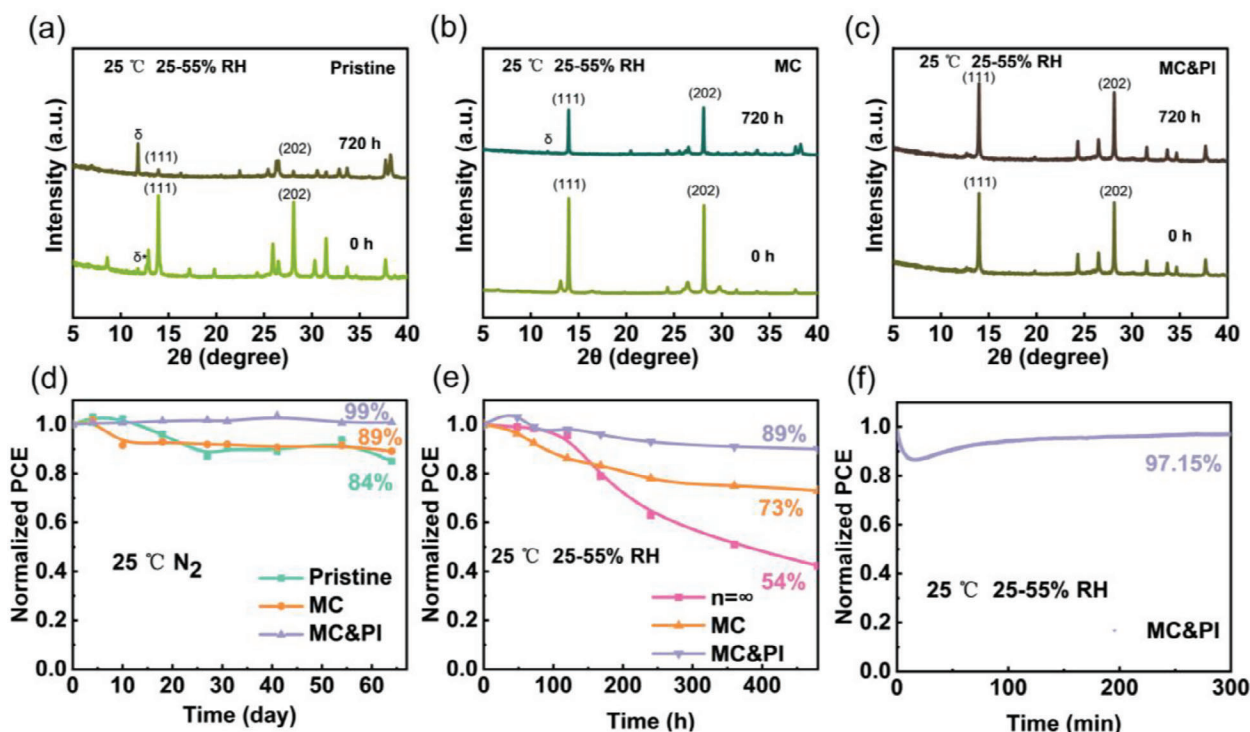 (a)
25 ℃ 25-55% RH
Pristine
δ
(111)
(202)
720 h
(111)
(202)
δ*
0 h
Intensity (a.u.)
5 10 15 20 25 30 35 40
2θ (degree)
(b)
25 ℃ 25-55% RH
MC
(111)
(202)
δ
720 h
(111)
(202)
0 h
Intensity (a.u.)
5 10 15 20 25 30 35 40
2θ (degree)
(c)
25 ℃ 25-55% RH
MC&PI
(111)
(202)
720 h
(111)
(202)
0 h
Intensity (a.u.)
5 10 15 20 25 30 35 40
2θ (degree)
(d)
99%
89%
84%
25 ℃ N2
Pristine
MC
MC&PI
Normalized PCE
1.0
0.8
0.6
0.4
0.2
0.0
0 10 20 30 40 50 60
Time (day)
(e)
89%
73%
54%
25 ℃ 25-55% RH
n=∞
MC
MC&PI
Normalized PCE
1.0
0.8
0.6
0.4
0.2
0.0
0 100 200 300 400
Time (h)
(f)
97.15%
25 ℃ 25-55% RH
MC&PI
Normalized PCE
1.0
0.8
0.6
0.4
0.2
0.0
0 100 200 300
Time (min)